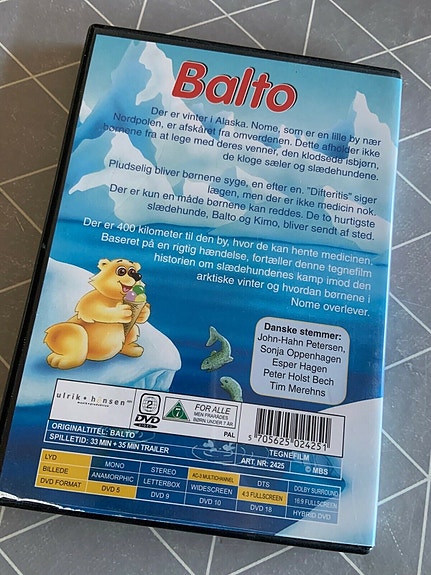 Balto
Der er vinter i Alaska. Nome, som er en lille by nær
Nordpolen, er afskåret fra omverdenen. Dette afholder ikke
børnene fra at lege med deres venner, den klodsede isbjørn,
de kloge sæler og slædehundene.
Pludselig bliver børnene syge, en efter en. "Difteritis" siger
lægen, men der er ikke medicin nok.
Der er kun en måde børnene kan reddes. De to hurtigste
slædehunde, Balto og Kimo, bliver sendt af sted.
Der er 400 kilometer til den by, hvor de kan hente medicinen.
Baseret på en rigtig hændelse, fortæller denne tegnefilm
historien om slædehundenes kamp imod den
arktiske vinter og hvordan børnene i
Nome overlever.
Danske stemmer:
John-Hahn Petersen,
Sonja Oppenhagen
Esper Hagen
Peter Holst Bech
Tim Merehns
ulrik hansen
2
DVD
7
FOR ALLE
MEN FRARÅDES
BØRN UNDER 7 ÅR.
PAL
5 705625 024251
ORIGINALTITEL: BALTO
SPILLETID: 33 MIN + 35 MIN TRAILER
TEGNEFILM
ART. NR: 2425
© MBS
LYD MONO STEREO AC-3 MULTICHANNEL DTS DOLBY SURROUND
BILLEDE ANAMORPHIC LETTERBOX WIDESCREEN 4:3 FULLSCREEN 16:9 FULLSCREEN
DVD FORMAT DVD 5 DVD 9 DVD 10 DVD 18 HYBRID DVD